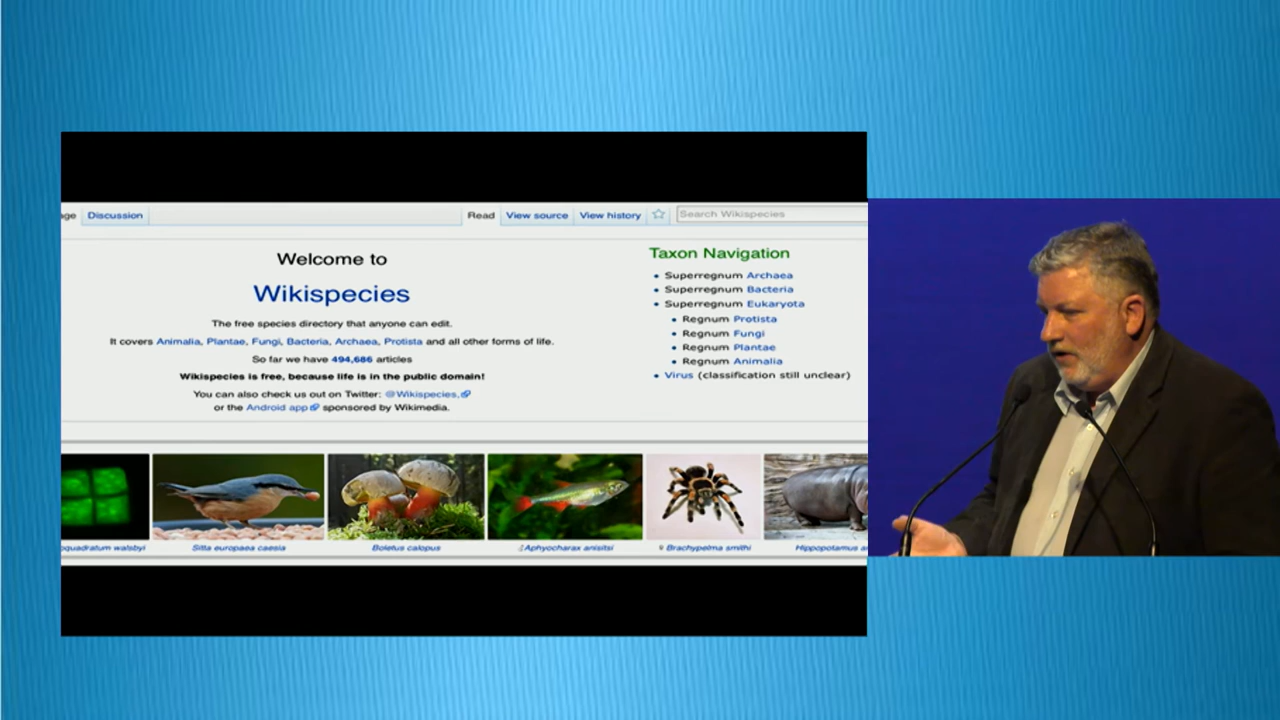 Discussion
Read View source View history Search Wikispecies
Welcome to
Wikispecies
The free species directory that anyone can edit.
It covers Animalia, Plantae, Fungi, Bacteria, Archaea, Protista and all other forms of life.
So far we have 494,686 articles
Wikispecies is free, because life is in the public domain!
You can also check us out on Twitter: @Wikispecies,
or the Android app sponsored by Wikimedia.
Taxon Navigation
• Superregnum Archaea
• Superregnum Bacteria
• Superregnum Eukaryota
• Regnum Protista
• Regnum Fungi
• Regnum Plantae
• Regnum Animalia
• Virus (classification still unclear)
walsbyi Sitta europaea caesia Boletus calopus Aphyocharax anisitsi Brachypelma smithi Hippopotamus